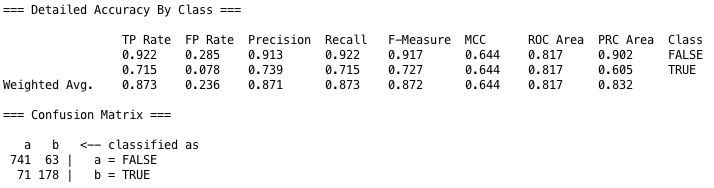 === Detailed Accuracy By Class ===
TP Rate FP Rate Precision Recall F-Measure MCC ROC Area PRC Area Class
0.922 0.285 0.913 0.922 0.917 0.644 0.817 0.902 FALSE
0.715 0.078 0.739 0.715 0.727 0.644 0.817 0.605 TRUE
Weighted Avg. 0.873 0.236 0.871 0.873 0.872 0.644 0.817 0.832
=== Confusion Matrix ===
a b <-- classified as
741 63 | a = FALSE
71 178 | b = TRUE